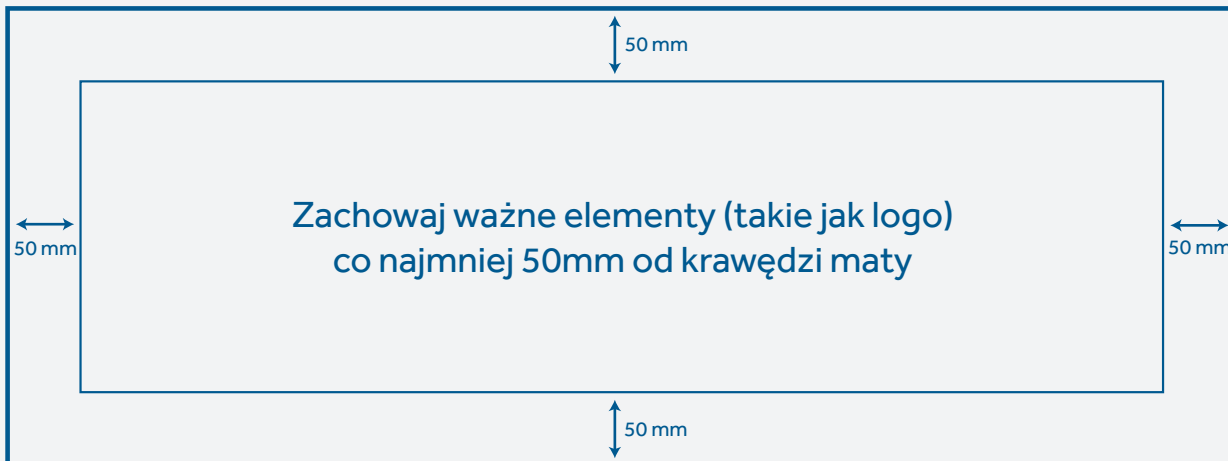 50 mm
Zachowaj ważne elementy (takie jak logo)
co najmniej 50mm od krawędzi maty
50 mm
50 mm
50 mm